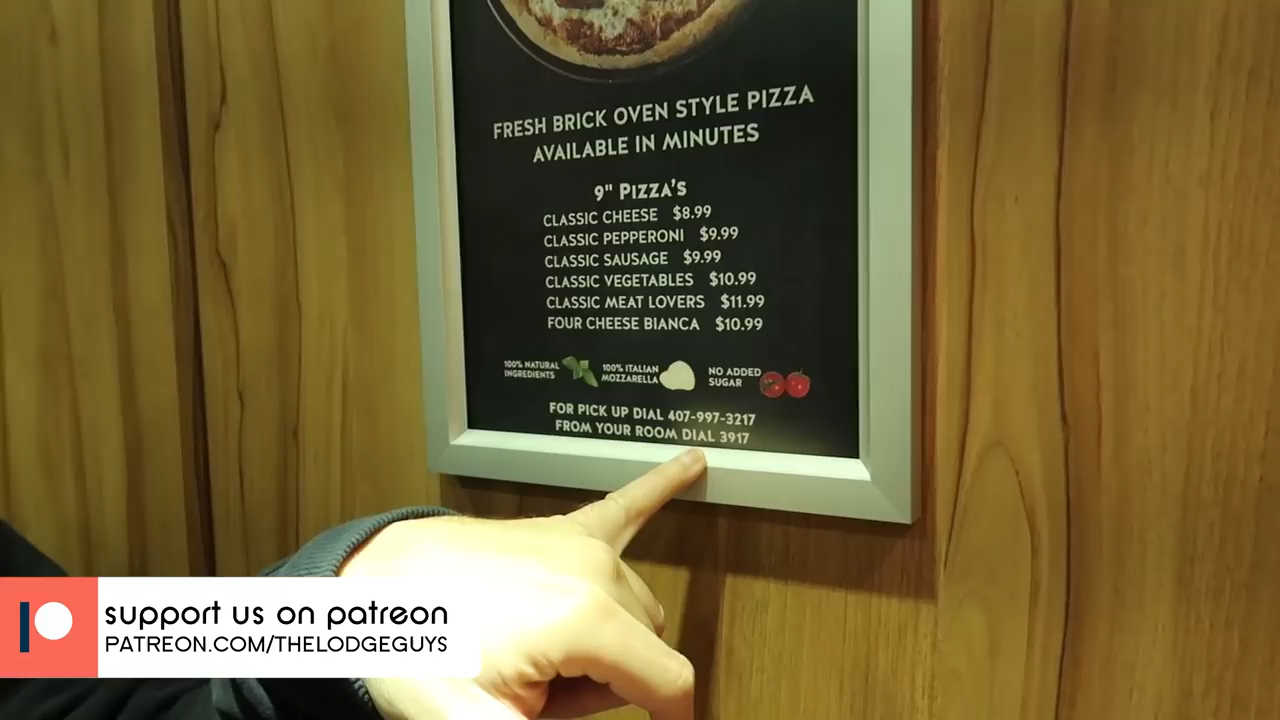 FRESH BRICK OVEN STYLE PIZZA
AVAILABLE IN MINUTES
9" PIZZA'S
CLASSIC CHEESE $8.99
CLASSIC PEPPERONI $9.99
CLASSIC SAUSAGE $9.99
CLASSIC VEGETABLES $10.99
CLASSIC MEAT LOVERS $11.99
FOUR CHEESE BIANCA $10.99
100% NATURAL
INGREDIENTS
100% ITALIAN
MOZZARELLA
NO ADDED
SUGAR
FOR PICK UP DIAL 407-997-3217
FROM YOUR ROOM DIAL 3917
support us on patreon
PATREON.COM/THELODGEGUYS